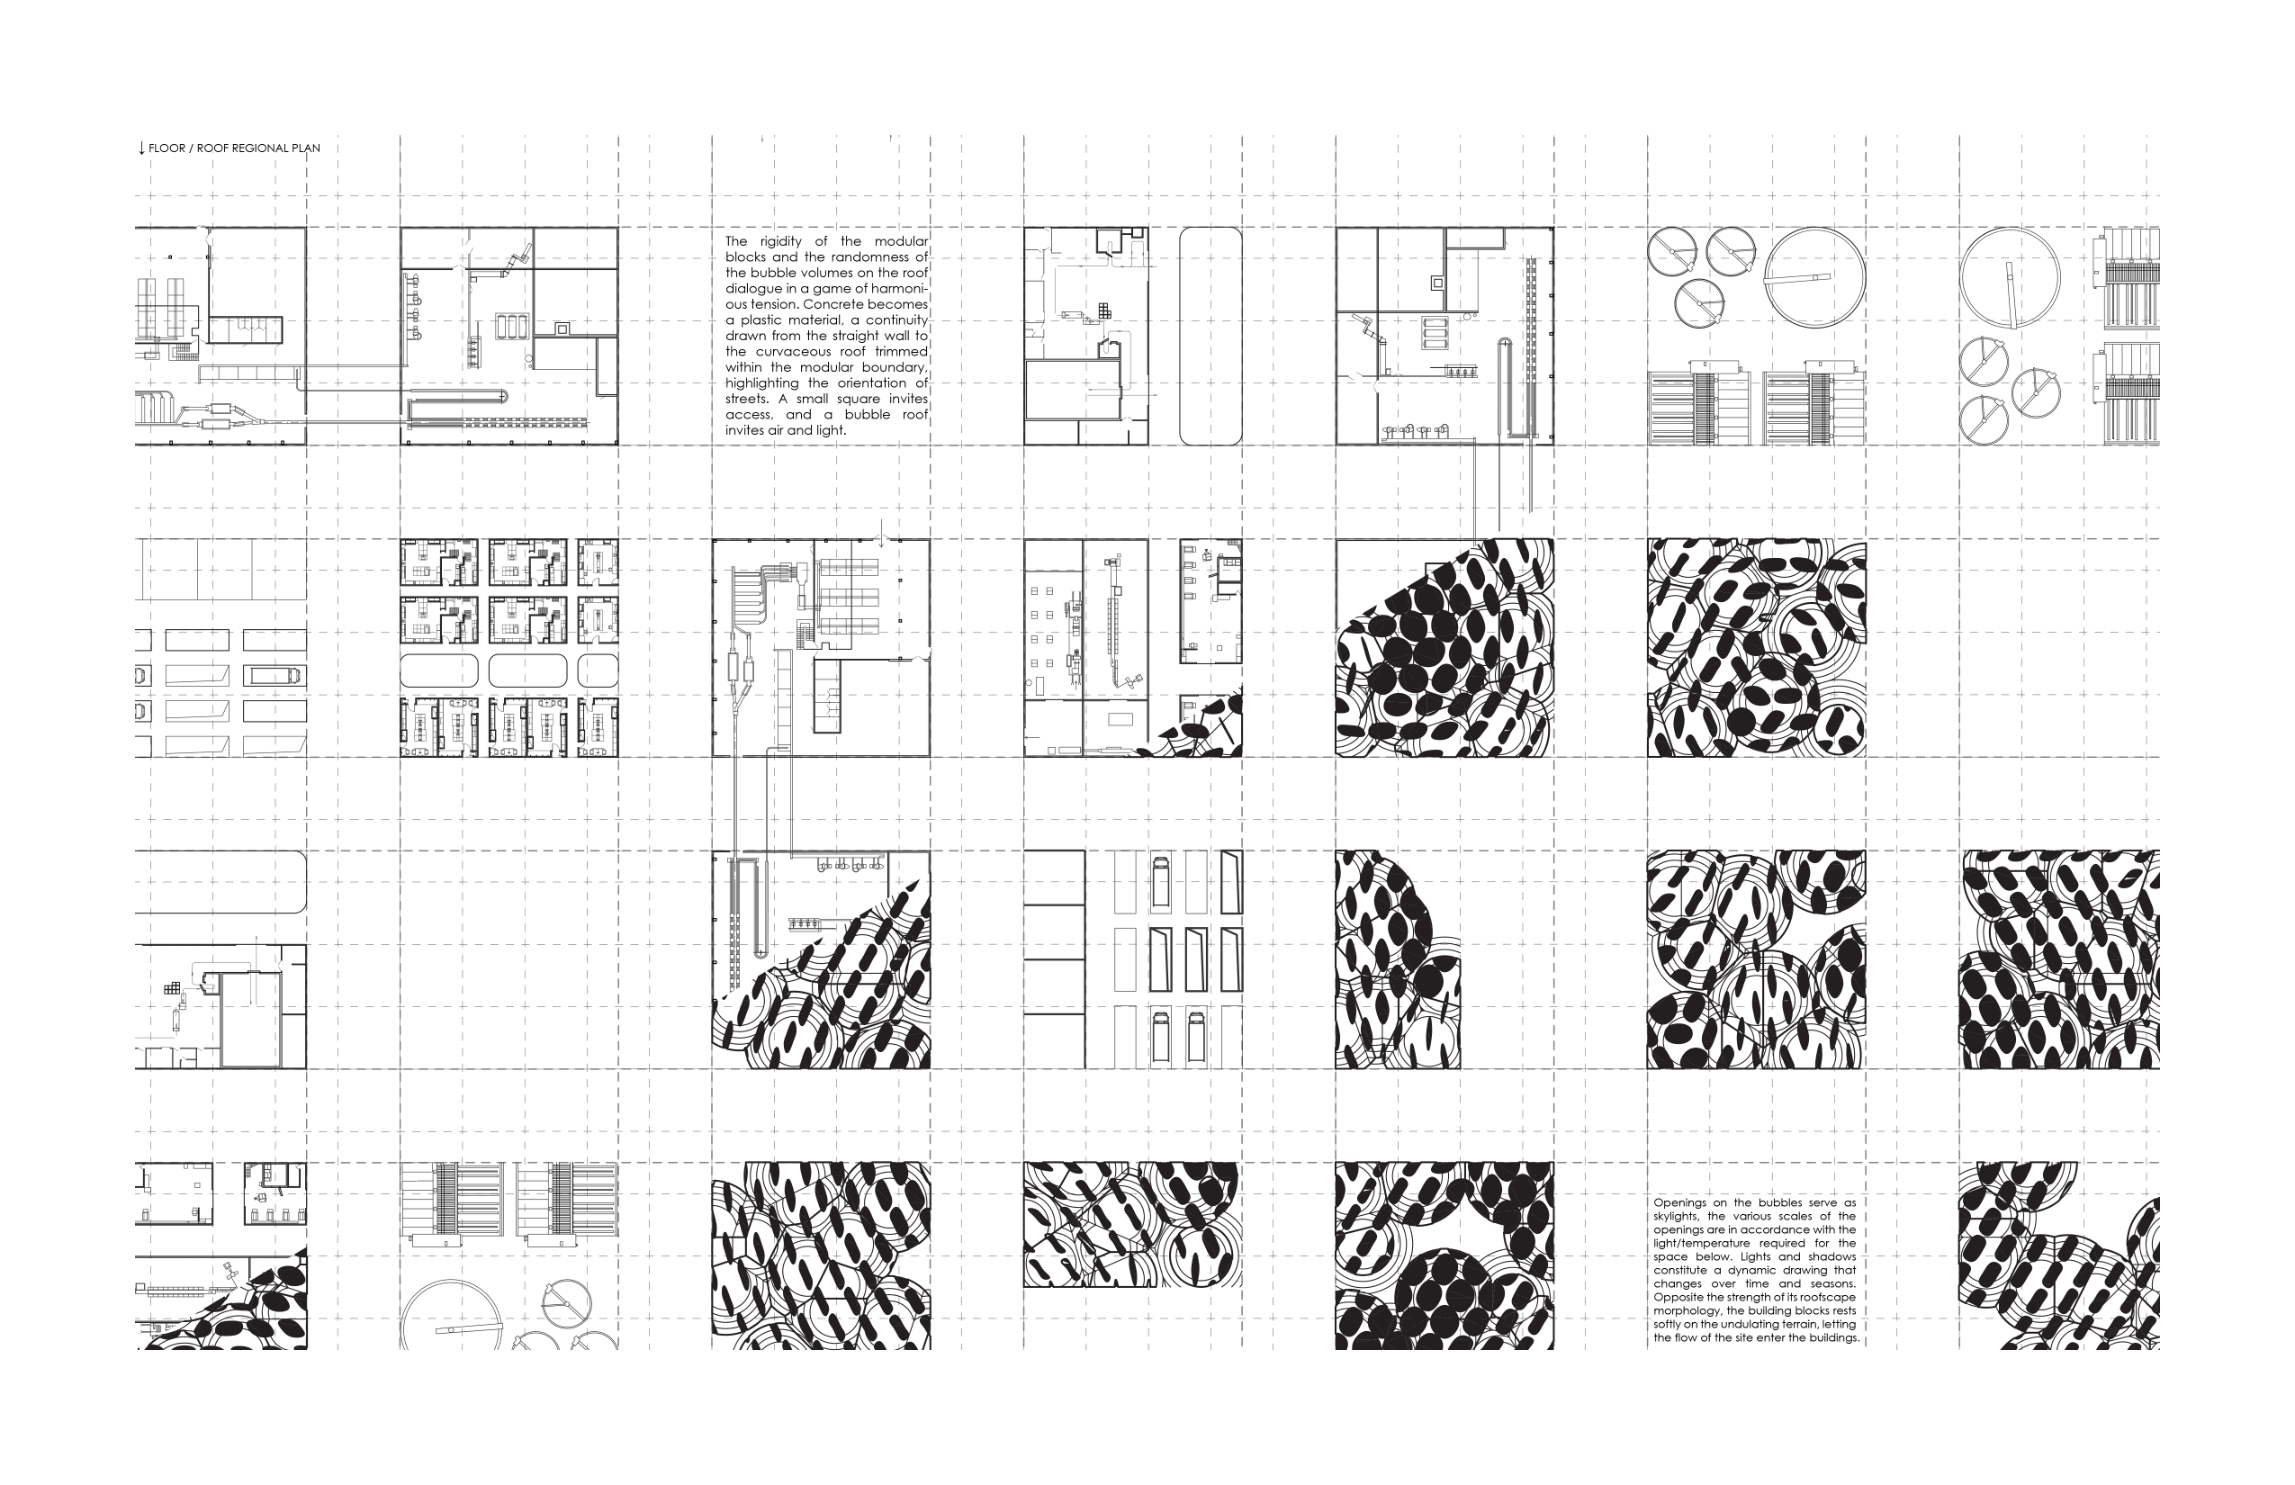 ↓ FLOOR / ROOF REGIONAL PLAN
The rigidity of the modular
blocks and the randomness of
the bubble volumes on the roof
dialogue in a game of harmoni-
ous tension. Concrete becomes
a plastic material, a continuity
drawn from the straight wall to
the curvaceous roof trimmed
within the modular boundary,
highlighting the orientation of
streets. A small square invites
access, and a bubble roof
invites air and light.
Openings on the bubbles serve as
skylights, the various scales of the
openings are in accordance with the
light/temperature required for the
space below. Lights and shadows
constitute a dynamic drawing that
changes over time and seasons.
Opposite the strength of its roofscape
morphology, the building blocks rests
softly on the undulating terrain, letting
the flow of the site enter the buildings.